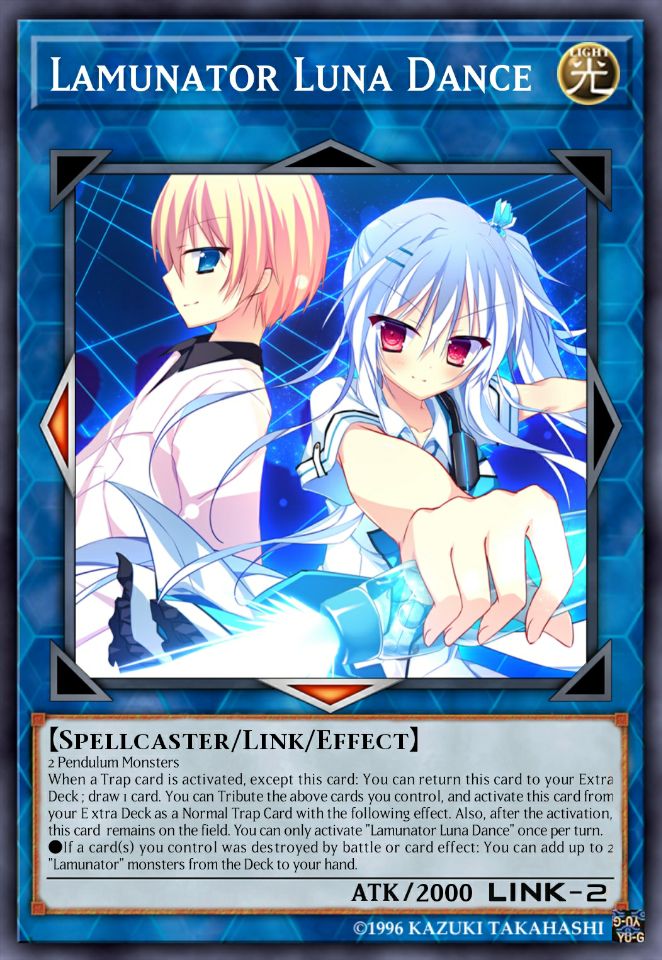 Lamunator Luna Dance
LIGHT
光
【Spellcaster/Link/Effect】
2 Pendulum Monsters
When a Trap card is activated, except this card: You can return this card to your Extra
Deck ; draw 1 card. You can Tribute the above cards you control, and activate this card from
your E xtra Deck as a Normal Trap Card with the following effect. Also, after the activation,
this card remains on the field. You can only activate "Lamunator Luna Dance" once per turn.
●If a card(s) you control was destroyed by battle or card effect: You can add up to 2
"Lamunator" monsters from the Deck to your hand.
ATK/2000 LINK-2
©1996 KAZUKI TAKAHASHI
YU-G
YU-G